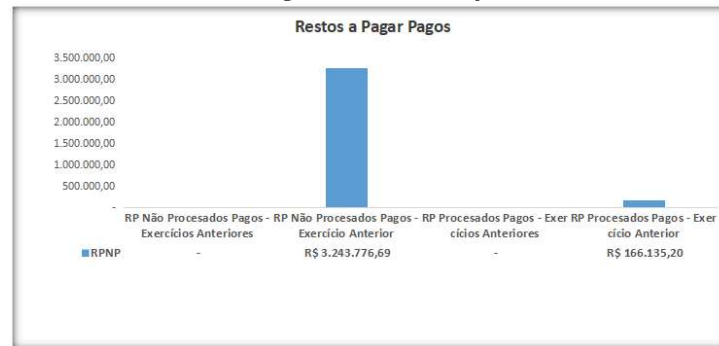 Restos a Pagar Pagos
3.500.000,00
3.000.000,00
2.500.000,00
2.000.000,00
1.500.000,00
1.000.000,00
500.000,00
-
RP Não Procesados Pagos - RP Não Procesados Pagos - RP Procesados Pagos - Exer RP Procesados Pagos - Exer
Exercícios Anteriores Exercício Anterior cícios Anteriores cício Anterior
RPNP - R$ 3.243.776,69 - R$ 166.135,20